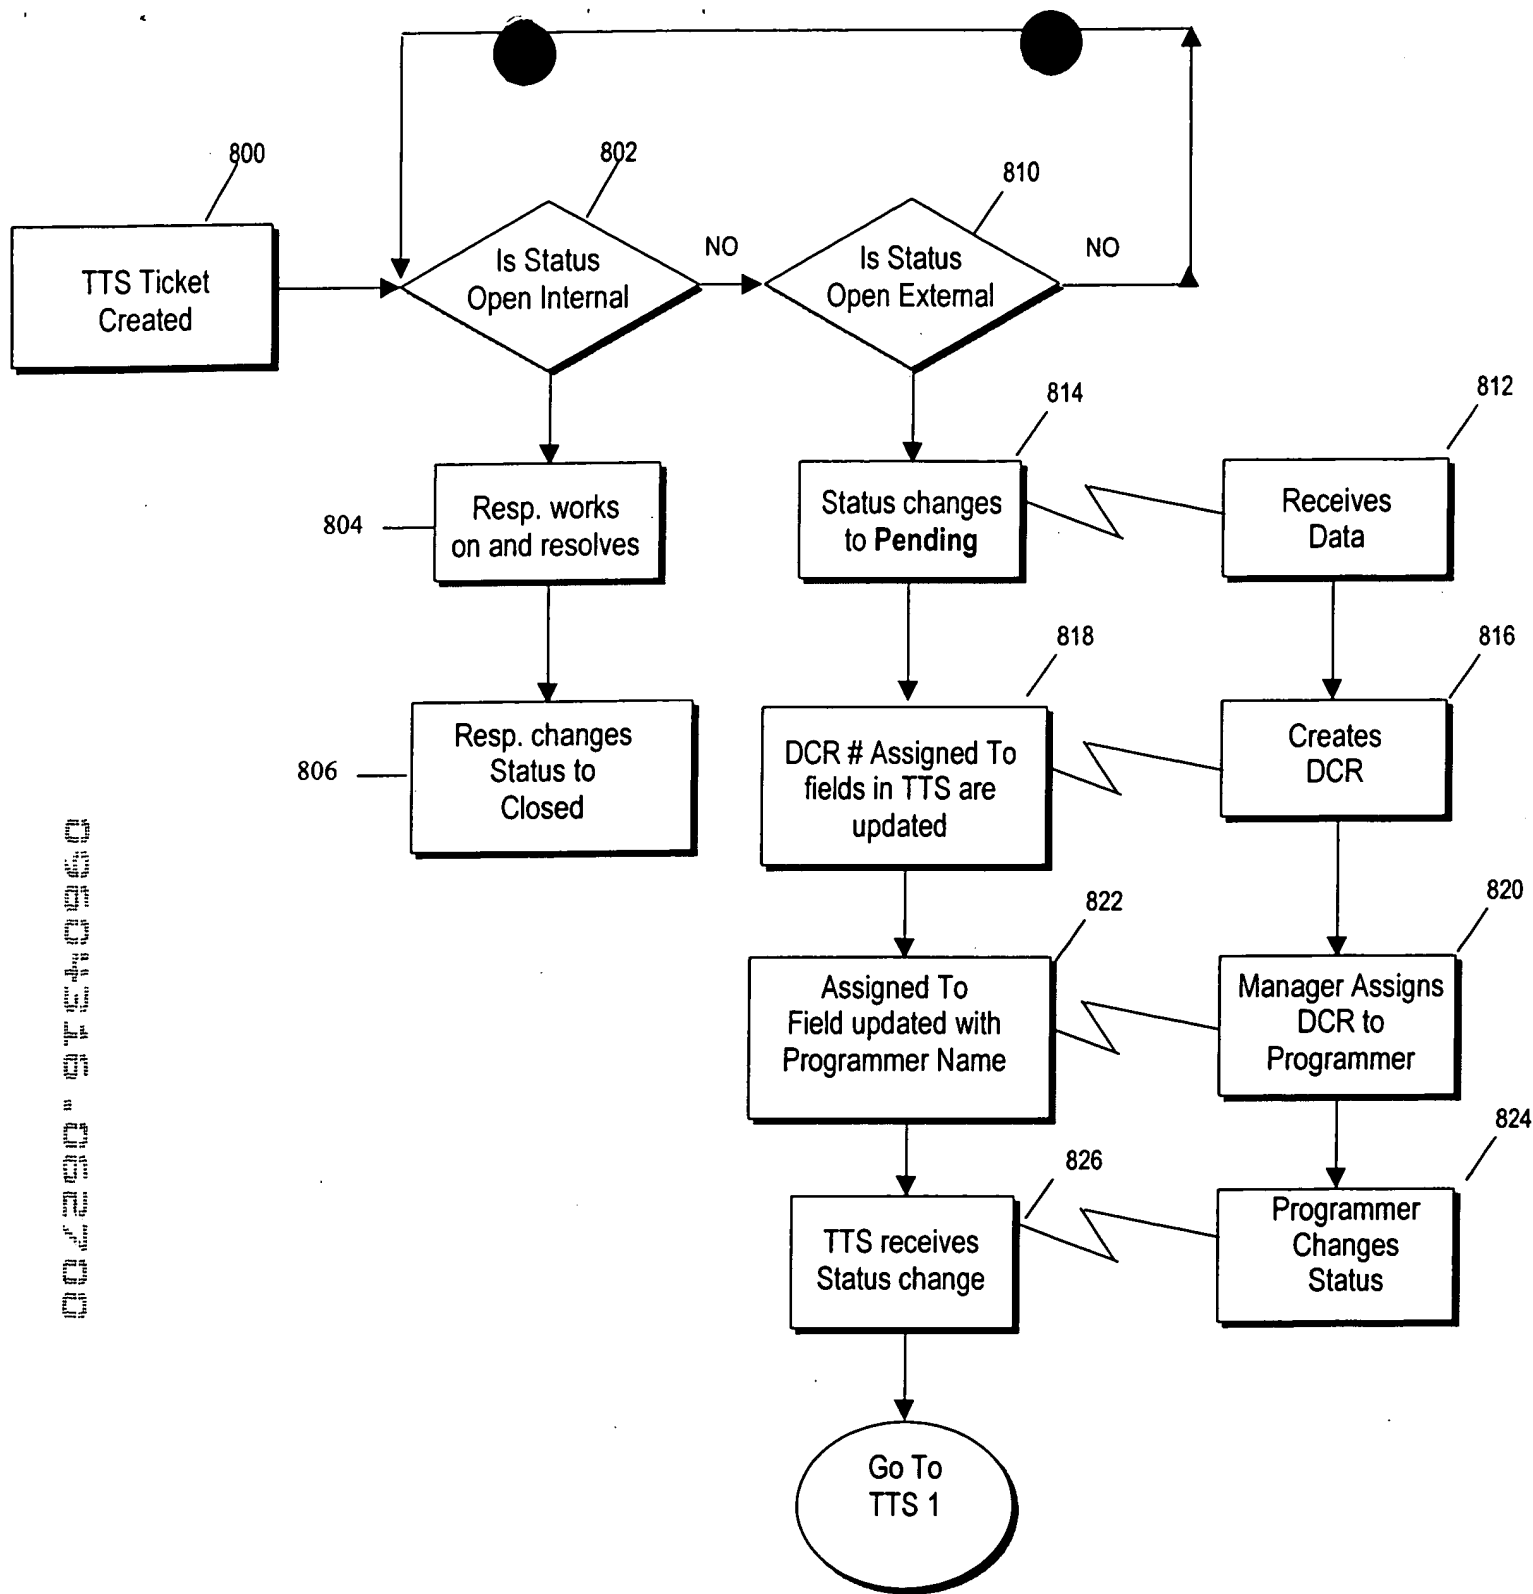 800
802
810
TTS Ticket
Created
Is Status
Open Internal
NO
Is Status
Open External
NO
814
812
804
Resp. works
on and resolves
Status changes
to Pending
Receives
Data
818
816
806
Resp. changes
Status to
Closed
DCR # Assigned To
fields in TTS are
updated
Creates
DCR
822
820
Assigned To
Field updated with
Programmer Name
Manager Assigns
DCR to
Programmer
826
824
TTS receives
Status change
Programmer
Changes
Status
Go To
TTS 1
09604316.062700